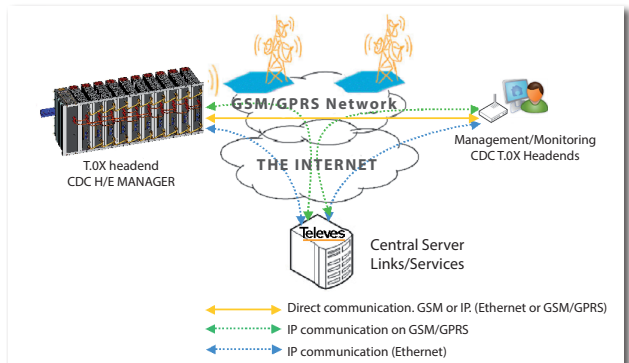 GSM/GPRS Network
T.0X headend
CDC H/E MANAGER
Management/Monitoring
CDC T.0X Headends
THE INTERNET
Televes
Central Server
Links/Services
Direct communication. GSM or IP. (Ethernet or GSM/GPRS)
IP communication on GSM/GPRS
IP communication (Ethernet)